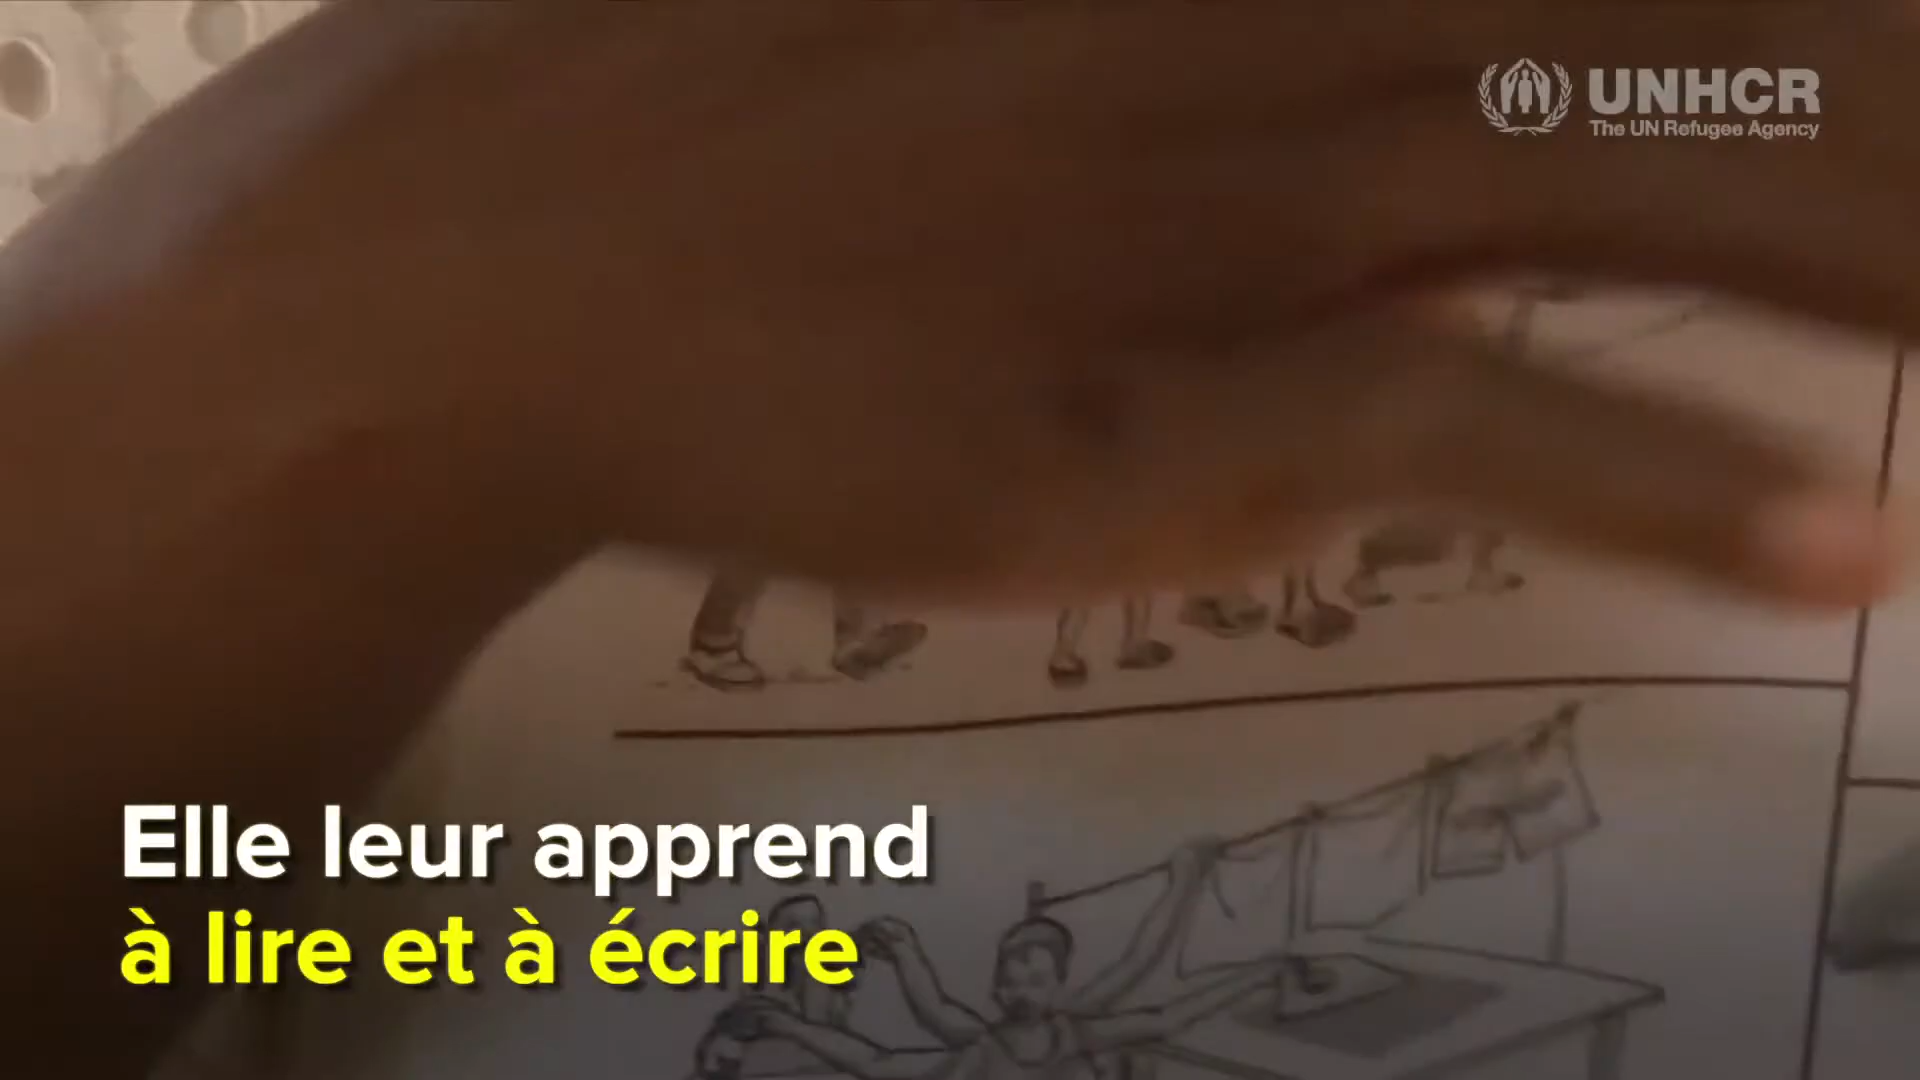 UNHCR
The UN Refugee Agency
Elle leur apprend
à lire et à écrire